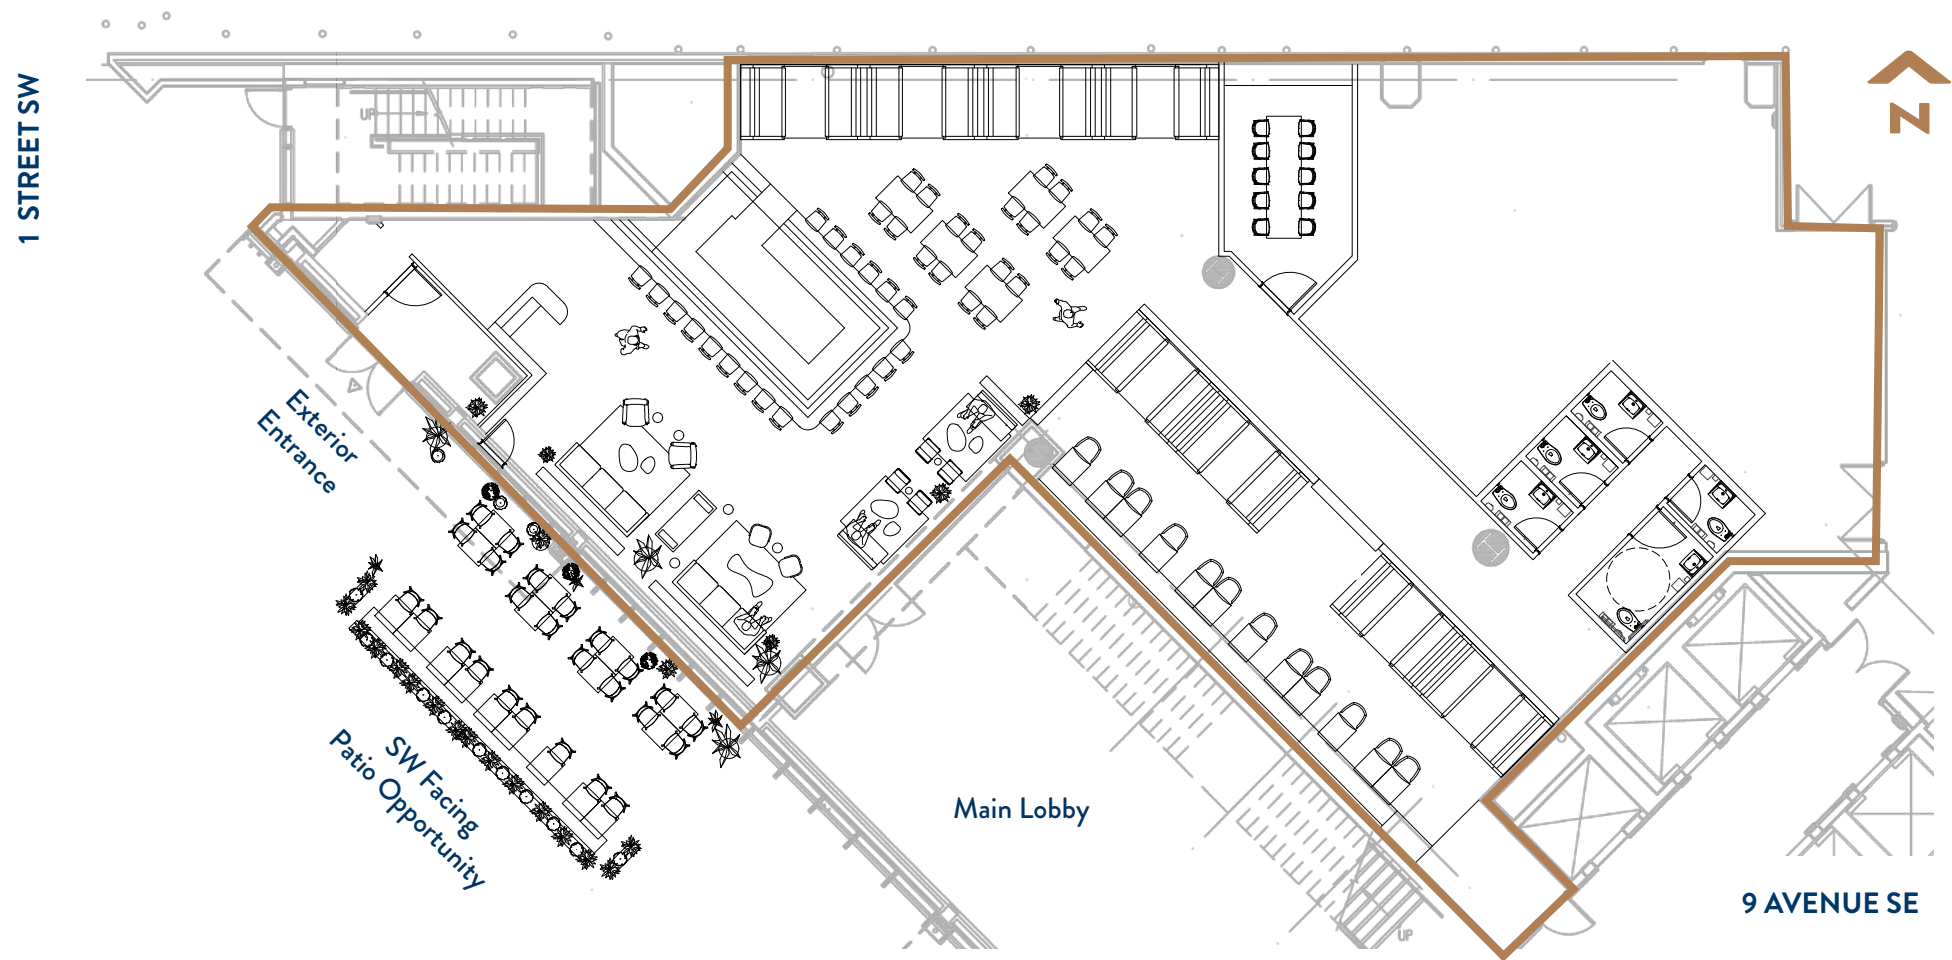 1 STREET SW
UP
N
Exterior
Entrance
SW Facing
Patio Opportunity
Main Lobby
9 AVENUE SE
UP